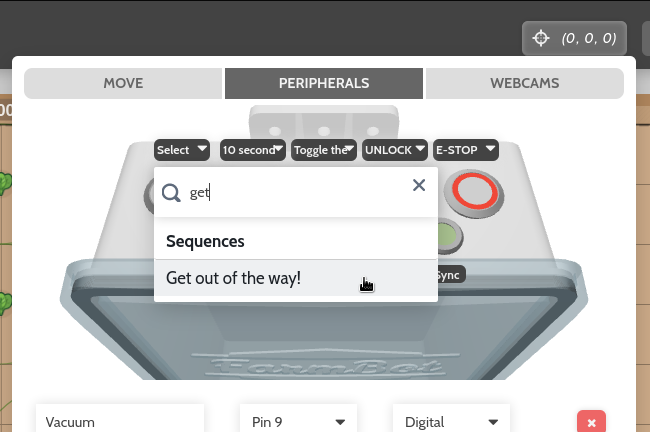 (0, 0, 0)
MOVE PERIPHERALS WEBCAMS
Select 10 second Toggle the UNLOCK E-STOP
get
Sequences
Get out of the way!
Sync
FarmBot
Vacuum Pin 9 Digital